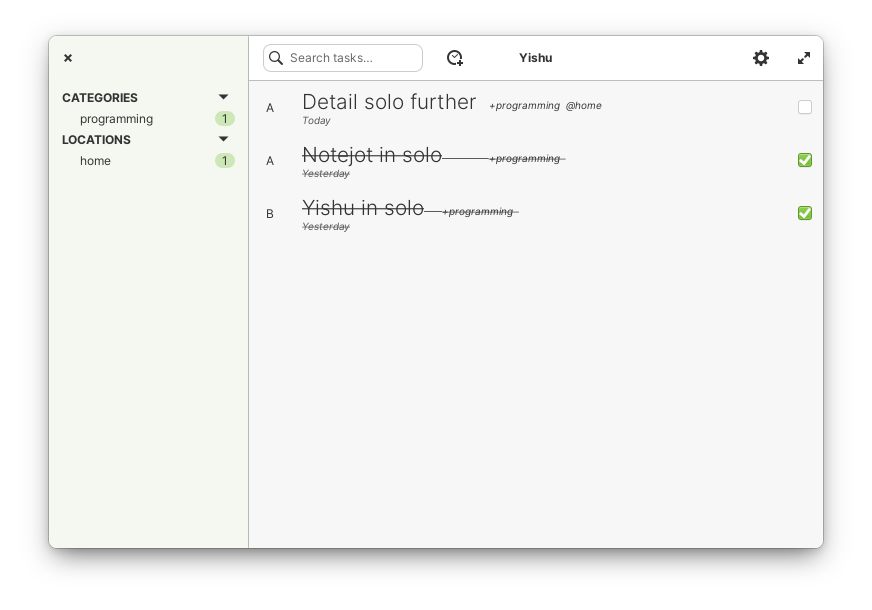 Search tasks...
Yishu
CATEGORIES
programming 1
LOCATIONS
home 1
A Detail solo further +programming @home
Today
A Notejot in solo +programming
Yesterday
B Yishu in solo +programming
Yesterday